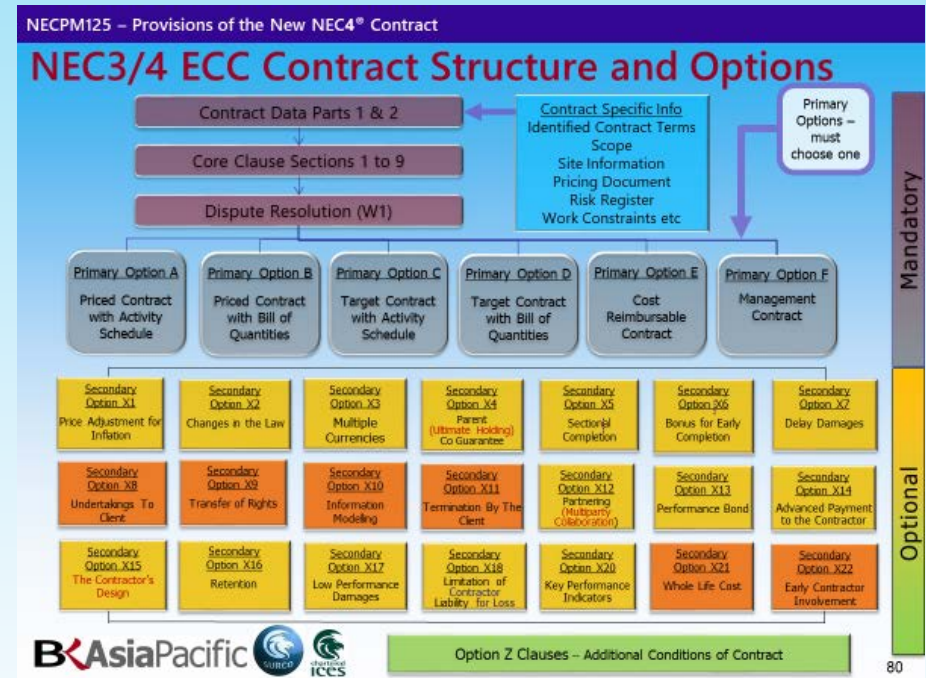 NECPM125 – Provisions of the New NEC4® Contract
NEC3/4 ECC Contract Structure and Options
Contract Data Parts 1 & 2
Core Clause Sections 1 to 9
Dispute Resolution (W1)
Contract Specific Info
Identified Contract Terms
Scope
Site Information
Pricing Document
Risk Register
Work Constraints etc
Primary
Options –
must
choose one
Mandatory
Primary Option A
Priced Contract
with Activity
Schedule
Primary Option B
Priced Contract
with Bill of
Quantities
Primary Option C
Target Contract
with Activity
Schedule
Primary Option D
Target Contract
with Bill of
Quantities
Primary Option E
Cost
Reimbursable
Contract
Primary Option F
Management
Contract
Secondary
Option X1
Price Adjustment for
Inflation
Secondary
Option X2
Changes in the Law
Secondary
Option X3
Multiple
Currencies
Secondary
Option X4
Parent
(Ultimate Holding)
Co Guarantee
Secondary
Option X5
Sectional
Completion
Secondary
Option X6
Bonus for Early
Completion
Secondary
Option X7
Delay Damages
Secondary
Option X8
Undertakings To
Client
Secondary
Option X9
Transfer of Rights
Secondary
Option X10
Information
Modeling
Secondary
Option X11
Termination By The
Client
Secondary
Option X12
Partnering
(Multiparty
Collaboration)
Secondary
Option X13
Performance Bond
Secondary
Option X14
Advanced Payment
to the Contractor
Secondary
Option X15
The Contractor's
Design
Secondary
Option X16
Retention
Secondary
Option X17
Low Performance
Damages
Secondary
Option X18
Limitation of
Contractor
Liability for Loss
Secondary
Option X20
Key Performance
Indicators
Secondary
Option X21
Whole Life Cost
Secondary
Option X22
Early Contractor
Involvement
Optional
BKAsiaPacific
SURCO
chartered
ICES
Option Z Clauses – Additional Conditions of Contract
80